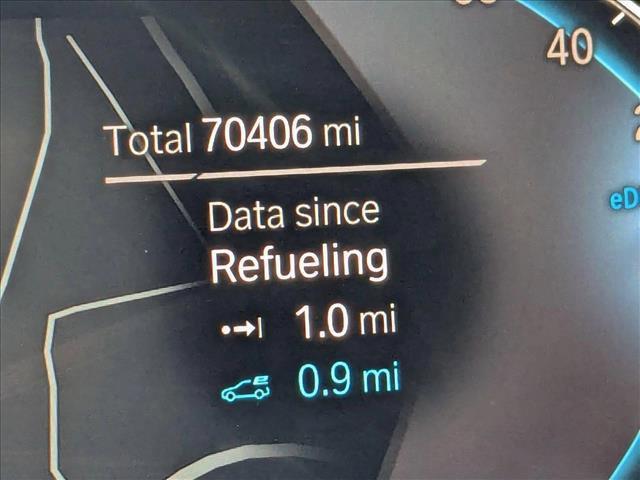 40
Total 70406 mi
eD
Data since
Refueling
1.0 mi
0.9 mi